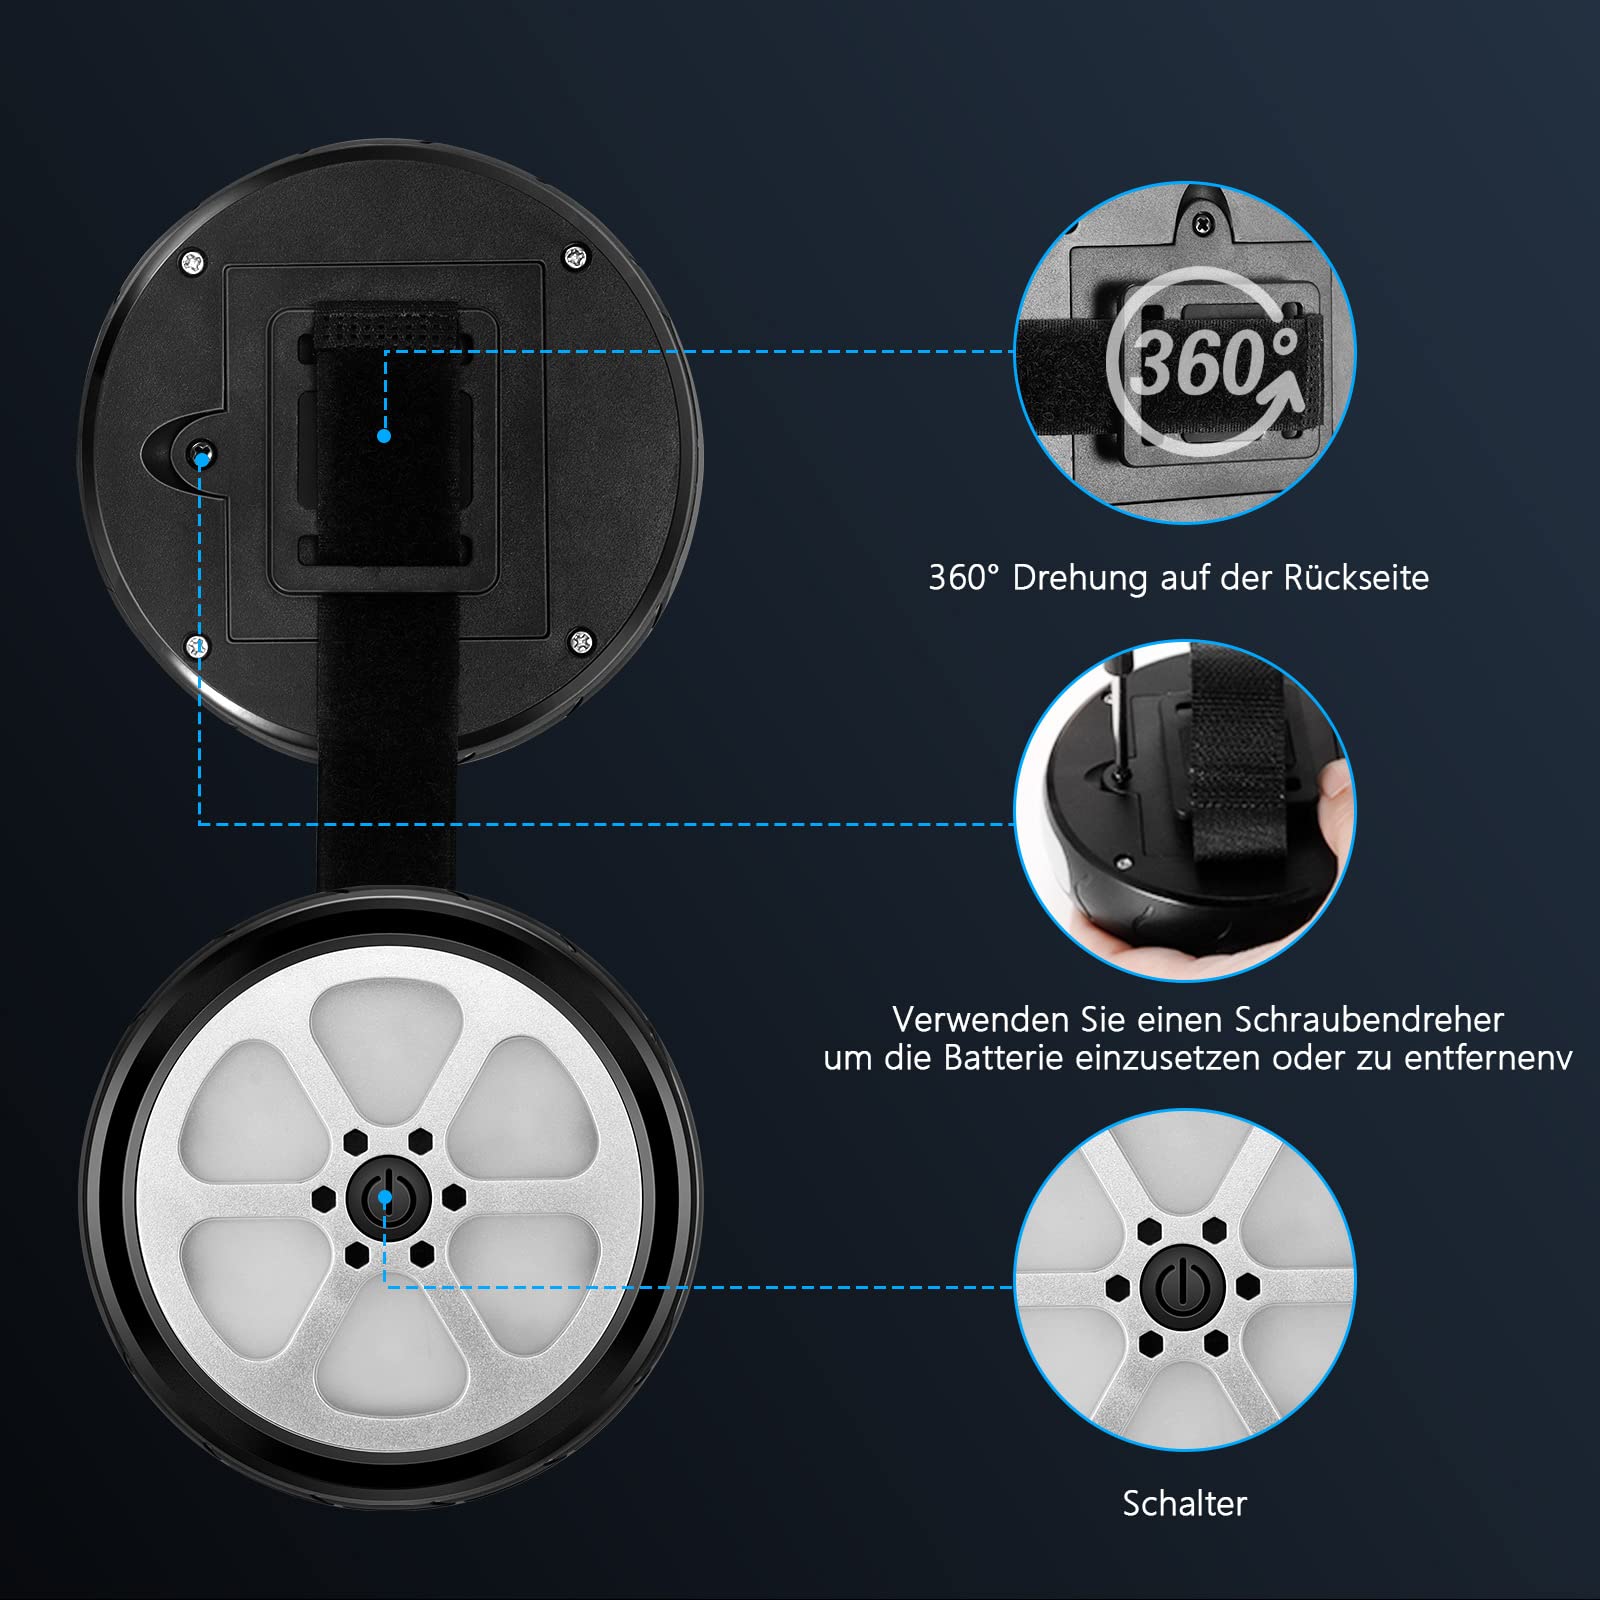 360°
360° Drehung auf der Rückseite
Verwenden Sie einen Schraubendreher
um die Batterie einzusetzen oder zu entfernenv
Schalter